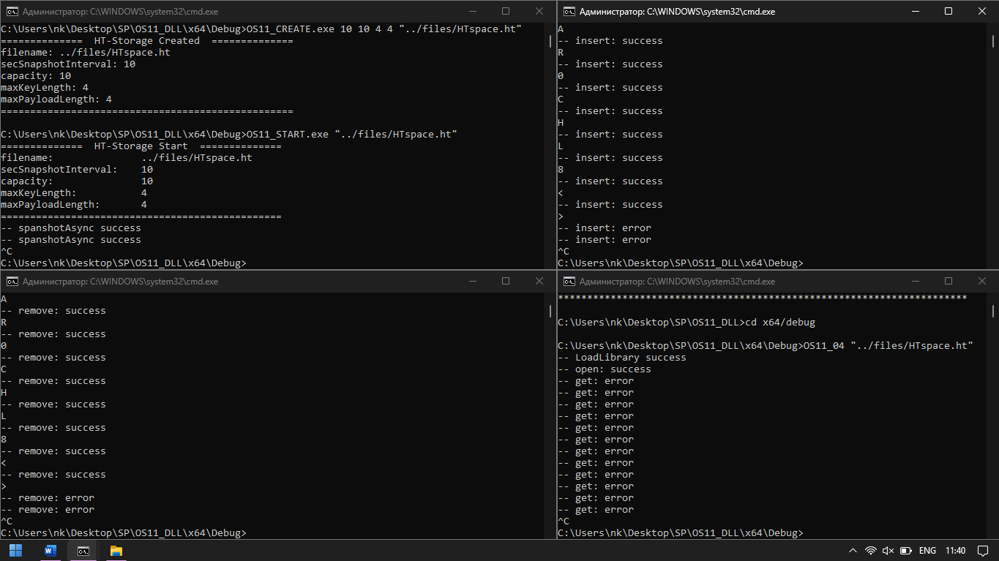 Администратор: C:\WINDOWS\system32\cmd.exe
C:\Users\nk\Desktop\SP\OS11_DLL\x64\Debug>OS11_CREATE.exe 10 10 4 4 "../files/HTspace.ht"
============== HT-Storage Created ==============
filename: ../files/HTspace.ht
secSnapshotInterval: 10
capacity: 10
maxKeyLength: 4
maxPayloadLength: 4
==================================================
C:\Users\nk\Desktop\SP\OS11_DLL\x64\Debug>OS11_START.exe "../files/HTspace.ht"
============== HT-Storage Start ==============
filename: ../files/HTspace.ht
secSnapshotInterval: 10
capacity: 10
maxKeyLength: 4
maxPayloadLength: 4
================================================
-- spanshotAsync success
-- spanshotAsync success
^C
C:\Users\nk\Desktop\SP\OS11_DLL\x64\Debug>
Администратор: C:\WINDOWS\system32\cmd.exe
A
-- insert: success
R
-- insert: success
0
-- insert: success
C
-- insert: success
H
-- insert: success
L
-- insert: success
8
-- insert: success
<
-- insert: success
>
-- insert: error
-- insert: error
^C
C:\Users\nk\Desktop\SP\OS11_DLL\x64\Debug>
Администратор: C:\WINDOWS\system32\cmd.exe
A
-- remove: success
R
-- remove: success
0
-- remove: success
C
-- remove: success
H
-- remove: success
L
-- remove: success
8
-- remove: success
<
-- remove: success
>
-- remove: error
-- remove: error
^C
C:\Users\nk\Desktop\SP\OS11_DLL\x64\Debug>
Администратор: C:\WINDOWS\system32\cmd.exe
**********************************************************************
C:\Users\nk\Desktop\SP\OS11_DLL>cd x64/debug
C:\Users\nk\Desktop\SP\OS11_DLL\x64\Debug>OS11_04 "../files/HTspace.ht"
-- LoadLibrary success
-- open: success
-- get: error
-- get: error
-- get: error
-- get: error
-- get: error
-- get: error
-- get: error
-- get: error
-- get: error
-- get: error
-- get: error
-- get: error
^C
C:\Users\nk\Desktop\SP\OS11_DLL\x64\Debug>
ENG 11:40